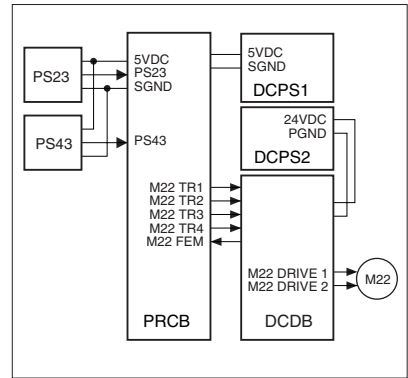 PS23
PS43
5VDC
PS23
SGND
PS43
M22 TR1
M22 TR2
M22 TR3
M22 TR4
M22 FEM
PRCB
5VDC
SGND
DCPS1
24VDC
PGND
DCPS2
M22 DRIVE 1
M22 DRIVE 2
DCDB
M22